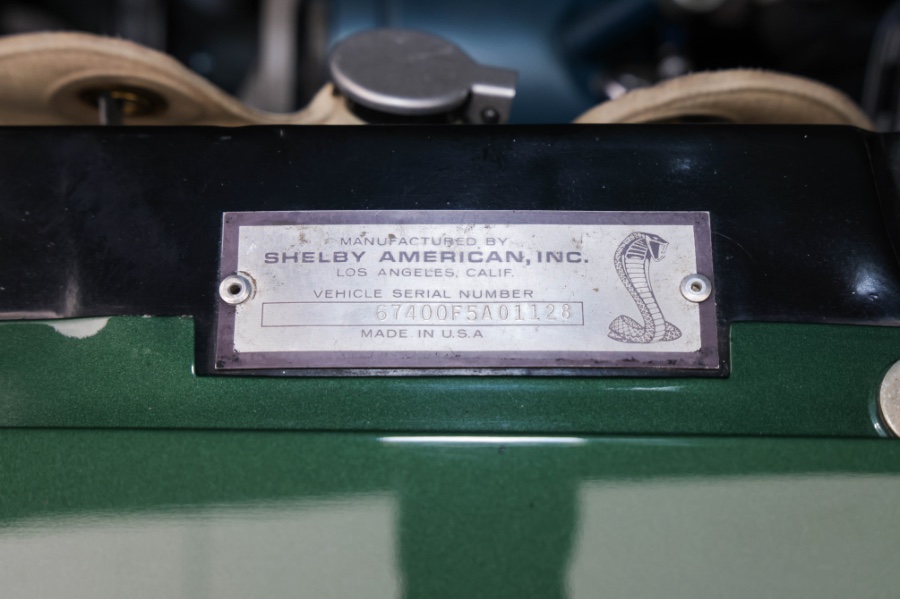 MANUFACTURED BY
SHELBY AMERICAN, INC.
LOS ANGELES, CALIF.
VEHICLE SERIAL NUMBER
67400F5A01128
MADE IN U.S.A